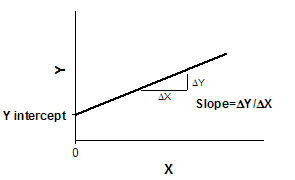 Y
ΔY
ΔX
Slope=ΔY/ΔX
Y intercept
0
X